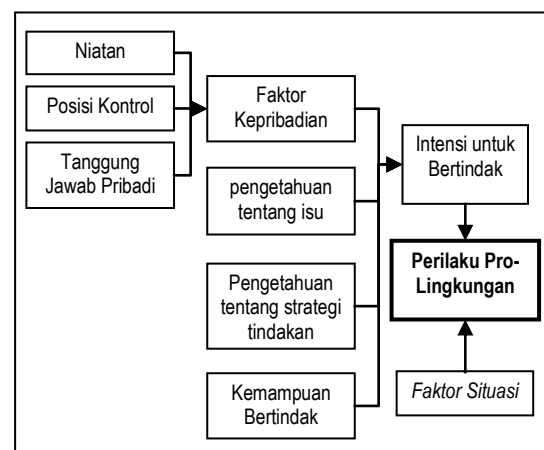 Niatan
Posisi Kontrol
Tanggung
Jawab Pribadi
Faktor
Kepribadian
pengetahuan
tentang isu
Pengetahuan
tentang strategi
tindakan
Kemampuan
Bertindak
Intensi untuk
Bertindak
Perilaku Pro-
Lingkungan
Faktor Situasi